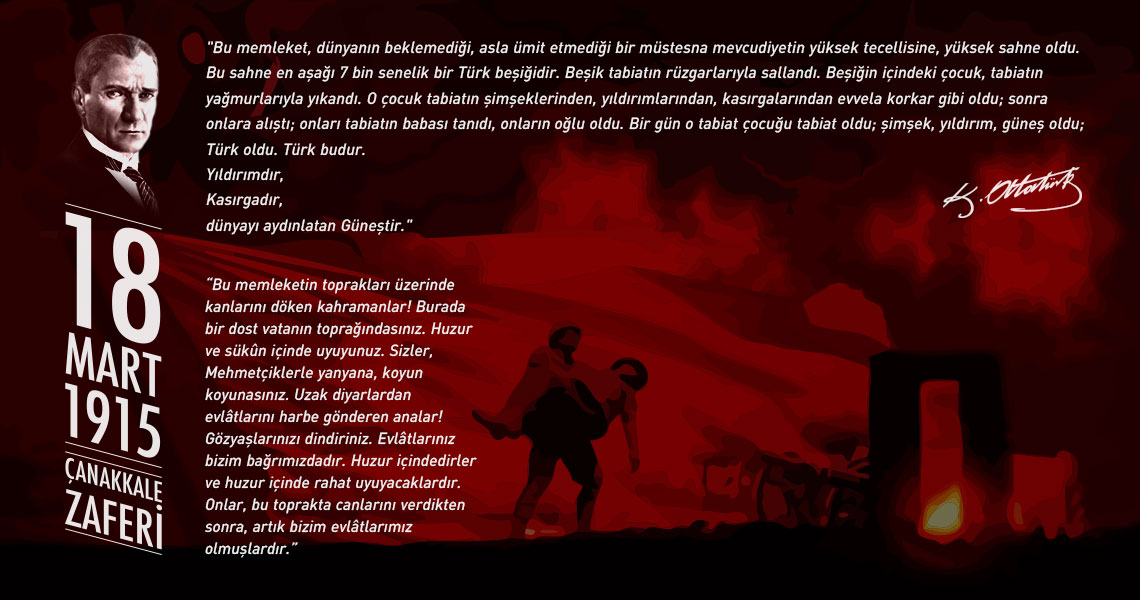 "Bu memleket, dünyanın beklemediği, asla ümit etmediği bir müstesna mevcudiyetin yüksek tecellisine, yüksek sahne oldu.
Bu sahne en aşağı 7 bin senelik bir Türk beşiğidir. Beşik tabiatın rüzgarlarıyla sallandı. Beşiğin içindeki çocuk, tabiatın
yağmurlarıyla yıkandı. O çocuk tabiatın şimşeklerinden, yıldırımlarından, kasırgalarından evvela korkar gibi oldu; sonra
onlara alıştı; onları tabiatın babası tanıdı, onların oğlu oldu. Bir gün o tabiat çocuğu tabiat oldu; şimşek, yıldırım, güneş oldu;
Türk oldu. Türk budur.
Yıldırımdır,
Kasırgadır,
dünyayı aydınlatan Güneştir."
K. Atatürk
18
MART
1915
ÇANAKKALE
ZAFERİ
“Bu memleketin toprakları üzerinde
kanlarını döken kahramanlar! Burada
bir dost vatanın toprağındasınız. Huzur
ve sükûn içinde uyuyunuz. Sizler,
Mehmetçiklerle yanyana, koyun
koyunasınız. Uzak diyarlardan
evlâtlarını harbe gönderen analar!
Gözyaşlarınızı dindiriniz. Evlâtlarınız
bizim bağrımızdadır. Huzur içindedirler
ve huzur içinde rahat uyuyacaklardır.
Onlar, bu toprakta canlarını verdikten
sonra, artık bizim evlâtlarımız
olmuşlardır.”